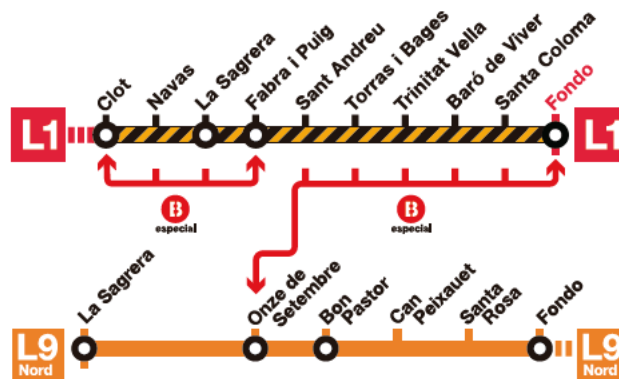 Clot
Navas
La Sagrera
Fabra i Puig
Sant Andreu
Torras i Bages
Trinitat Vella
Baró de Viver
Santa Coloma
Fondo
L1
L1
B
especial
B
especial
La Sagrera
Onze de
Setembre
Bon
Pastor
Can
Peixauet
Santa
Rosa
Fondo
L9
Nord
L9
Nord